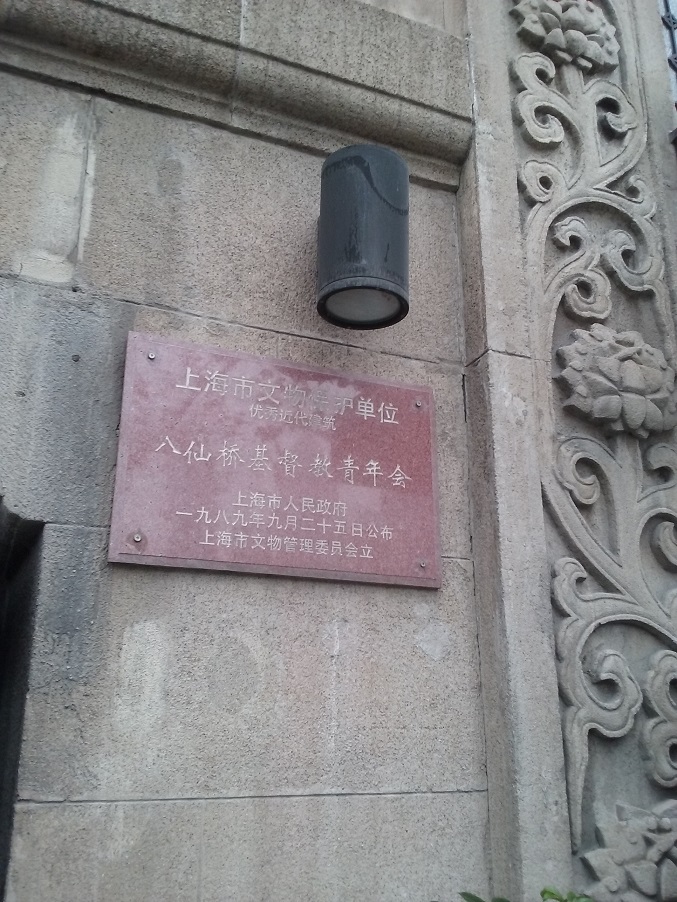 上海市文物保护单位
优秀近代建筑
八仙桥基督教青年会
上海市人民政府
一九八九年九月二十五日公布
上海市文物管理委员会立